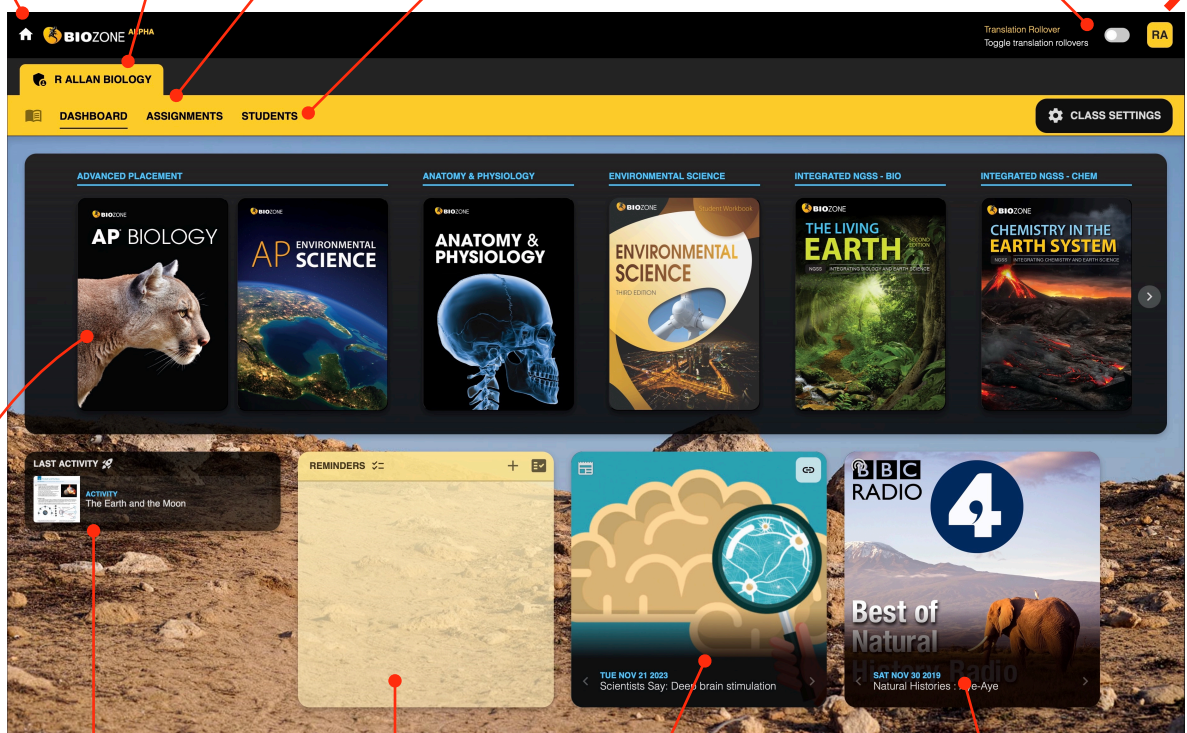 BIOZONE ALPHA
Translation Rollover
Toggle translation rollovers
RA
R ALLAN BIOLOGY
DASHBOARD ASSIGNMENTS STUDENTS
CLASS SETTINGS
ADVANCED PLACEMENT
ANATOMY & PHYSIOLOGY
ENVIRONMENTAL SCIENCE
INTEGRATED NGSS - BIO
INTEGRATED NGSS - CHEM
BIOZONE
AP BIOLOGY
BIOZONE
AP ENVIRONMENTAL
SCIENCE
BIOZONE
ANATOMY &
PHYSIOLOGY
BIOZONE
Student Workbook
ENVIRONMENTAL
SCIENCE
THIRD EDITION
BIOZONE
THE LIVING
EARTH
SECOND
EDITION
NGSS INTEGRATING BIOLOGY AND EARTH SCIENCE
BIOZONE
CHEMISTRY IN THE
EARTH SYSTEM
NGSS INTEGRATING CHEMISTRY AND EARTH SCIENCE
LAST ACTIVITY
ACTIVITY
The Earth and the Moon
REMINDERS
TUE NOV 21 2023
Scientists Say: Deep brain stimulation
BBC
RADIO
4
Best of
Natural
History Radio
SAT NOV 30 2019
Natural Histories : Aye-Aye